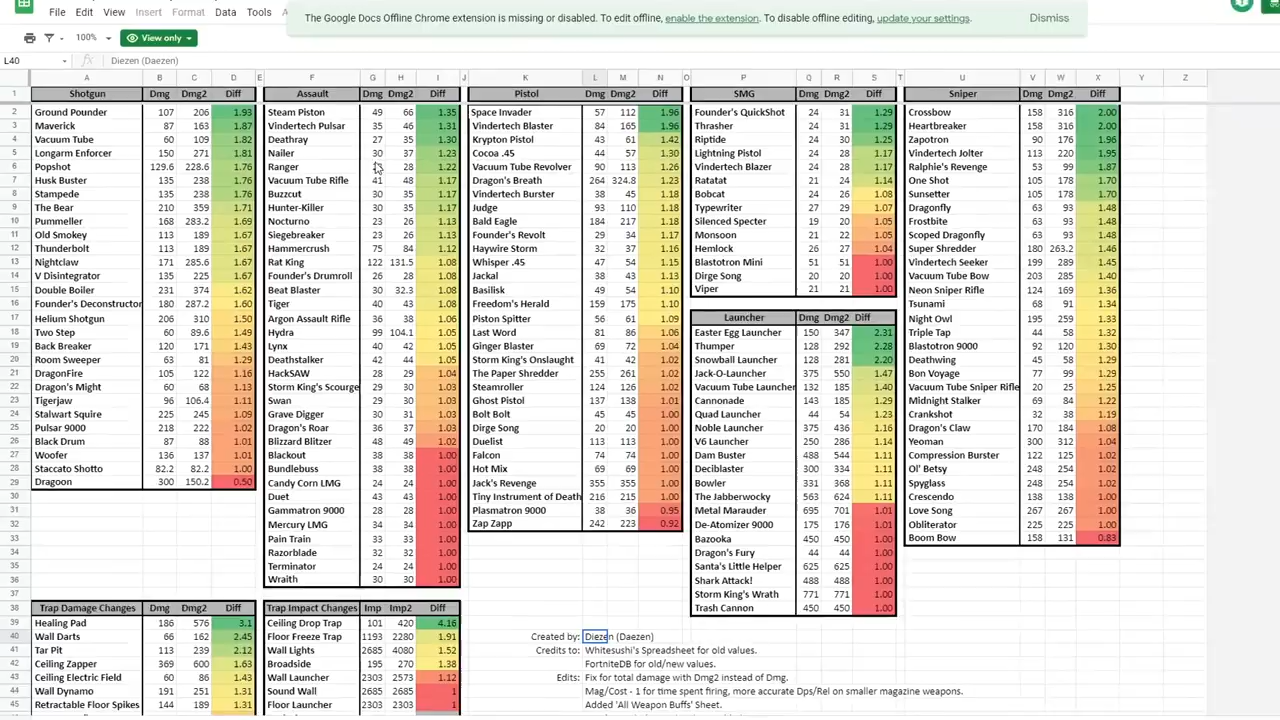 File Edit View Insert Format Data Tools
The Google Docs Offline Chrome extension is missing or disabled. To edit offline, enable the extension. To disable offline editing, update your settings. Dismiss
100% View only
L40 fx Diezen (Daezen)
A B C D E F G H I J K L M N O P Q R S T U V W X Y Z
Shotgun Dmg Dmg2 Diff
Ground Pounder 107 206 1.93
Maverick 87 163 1.87
Vacuum Tube 60 109 1.82
Longarm Enforcer 150 271 1.81
Popshot 129.6 228.6 1.76
Husk Buster 135 238 1.76
Stampede 135 238 1.76
The Bear 210 359 1.71
Pummeller 168 283.2 1.69
Old Smokey 113 189 1.67
Thunderbolt 113 189 1.67
Nightclaw 171 285.6 1.67
V Disintegrator 135 225 1.67
Double Boiler 231 374 1.62
Founder's Deconstructor 180 287.2 1.60
Helium Shotgun 206 310 1.50
Two Step 60 89.6 1.49
Back Breaker 120 171 1.43
Room Sweeper 63 81 1.29
DragonFire 105 122 1.16
Dragon's Might 60 68 1.13
Tigerjaw 96 106.4 1.11
Stalwart Squire 225 245 1.09
Pulsar 9000 218 222 1.02
Black Drum 87 88 1.01
Woofer 136 137 1.01
Staccato Shotto 82.2 82.2 1.00
Dragoon 300 150.2 0.50
Assault Dmg Dmg2 Diff
Steam Piston 49 66 1.35
Vindertech Pulsar 35 46 1.31
Deathray 35 46 1.30
Nailer 30 37 1.23
Ranger 28 1.22
Vacuum Tube Rifle 41 48 1.17
Buzzcut 30 35 1.17
Hunter-Killer 30 35 1.17
Nocturno 23 26 1.13
Siegebreaker 23 26 1.13
Hammercrush 75 84 1.12
Rat King 122 131.5 1.08
Founder's Drumroll 26 28 1.08
Beat Blaster 30 32.3 1.08
Tiger 40 43 1.08
Argon Assault Rifle 36 38 1.06
Hydra 99 104.1 1.05
Lynx 40 42 1.05
Deathstalker 42 44 1.05
HackSAW 28 29 1.04
Storm King's Scourge 29 30 1.03
Swan 29 30 1.03
Grave Digger 30 31 1.03
Dragon's Roar 36 37 1.03
Blizzard Blitzer 48 49 1.02
Blackout 38 38 1.00
Bundlebuss 38 38 1.00
Candy Corn LMG 24 24 1.00
Duet 43 43 1.00
Gammatron 9000 38 38 1.00
Mercury LMG 34 34 1.00
Pain Train 33 33 1.00
Razorblade 32 32 1.00
Terminator 24 24 1.00
Wraith 30 30 1.00
Pistol Dmg Dmg2 Diff
Space Invader 57 112 1.96
Vindertech Blaster 84 165 1.96
Krypton Pistol 43 61 1.42
Cocoa .45 44 57 1.30
Vacuum Tube Revolver 90 113 1.26
Dragon's Breath 264 324.8 1.23
Vindertech Burster 38 45 1.18
Judge 93 110 1.18
Bald Eagle 184 217 1.18
Founder's Revolt 29 34 1.17
Haywire Storm 32 37 1.16
Whisper .45 47 54 1.15
Jackal 38 43 1.13
Basilisk 49 54 1.10
Freedom's Herald 159 175 1.10
Piston Spitter 56 61 1.09
Last Word 81 86 1.06
Ginger Blaster 69 72 1.04
Storm King's Onslaught 41 42 1.02
The Paper Shredder 255 261 1.02
Steamroller 124 126 1.02
Ghost Pistol 137 138 1.01
Bolt Bolt 45 45 1.00
Dirge Song 20 20 1.00
Duelist 113 113 1.00
Falcon 74 74 1.00
Hot Mix 69 69 1.00
Jack's Revenge 355 355 1.00
Tiny Instrument of Death 216 215 1.00
Plasmatron 9000 38 36 0.95
Zap Zapp 242 223 0.92
SMG Dmg Dmg2 Diff
Founder's QuickShot 24 31 1.29
Thrasher 24 31 1.29
Riptide 24 30 1.25
Lightning Pistol 24 28 1.17
Vindertech Blazer 24 28 1.17
Ratatat 21 24 1.14
Bobcat 24 26 1.08
Typewriter 27 29 1.07
Silenced Specter 19 20 1.05
Monsoon 21 22 1.05
Hemlock 26 27 1.04
Blastotron Mini 51 51 1.00
Dirge Song 20 20 1.00
Viper 21 21 1.00
Launcher Dmg Dmg2 Diff
Easter Egg Launcher 150 347 2.31
Thumper 128 292 2.28
Snowball Launcher 128 281 2.20
Jack-O-Launcher 375 550 1.47
Vacuum Tube Launcher 132 185 1.40
Cannonade 143 185 1.29
Quad Launcher 44 54 1.23
Noble Launcher 375 436 1.16
V6 Launcher 250 286 1.14
Dam Buster 488 544 1.11
Deciblaster 300 334 1.11
Bowler 331 368 1.11
The Jabberwocky 563 624 1.11
Metal Marauder 695 701 1.01
De-Atomizer 9000 175 176 1.01
Bazooka 450 450 1.00
Dragon's Fury 44 44 1.00
Santa's Little Helper 625 625 1.00
Shark Attack! 488 488 1.00
Storm King's Wrath 771 771 1.00
Trash Cannon 450 450 1.00
Sniper Dmg Dmg2 Diff
Crossbow 158 316 2.00
Heartbreaker 158 316 2.00
Zapotron 90 176 1.96
Vindertech Jolter 113 220 1.95
Ralphie's Revenge 53 99 1.87
One Shot 105 178 1.70
Sunsetter 105 178 1.70
Dragonfly 63 93 1.48
Frostbite 63 93 1.48
Scoped Dragonfly 63 93 1.48
Super Shredder 180 263.2 1.46
Vindertech Seeker 199 289 1.45
Vacuum Tube Bow 202 285 1.40
Neon Sniper Rifle 90 123 1.36
Tsunami 68 91 1.34
Night Owl 195 259 1.33
Triple Tap 44 58 1.32
Blastotron 9000 92 120 1.30
Deathwing 45 58 1.29
Bon Voyage 77 99 1.29
Vacuum Tube Sniper Rifle 20 25 1.25
Midnight Stalker 69 84 1.22
Crankshot 32 38 1.19
Dragon's Claw 170 184 1.08
Yeoman 300 312 1.04
Compression Burster 122 125 1.02
Ol' Betsy 248 254 1.02
Spyglass 248 254 1.02
Crescendo 138 138 1.00
Love Song 267 267 1.00
Obliterator 225 225 1.00
Boom Bow 158 131 0.83
Trap Damage Changes Dmg Dmg2 Diff
Healing Pad 186 576 3.1
Wall Darts 66 162 2.45
Tar Pit 113 239 2.12
Ceiling Zapper 369 600 1.63
Ceiling Electric Field 60 86 1.43
Wall Dynamo 191 251 1.31
Retractable Floor Spikes 144 189 1.31
Trap Impact Changes Imp Imp2 Diff
Ceiling Drop Trap 101 420 4.16
Floor Freeze Trap 1193 2280 1.91
Wall Lights 2685 4080 1.52
Broadside 195 270 1.38
Wall Launcher 2303 2573 1.12
Sound Wall 2685 2685 1
Floor Launcher 2303 2303 1
Created by: Diezen (Daezen)
Credits to: Whitesushi's Spreadsheet for old values.
FortniteDB for old/new values.
Edits: Fix for total damage with Dmg2 instead of Dmg.
Mag/Cost - 1 for time spent firing, more accurate Dps/Rel on smaller magazine weapons.
Added 'All Weapon Buffs' Sheet.